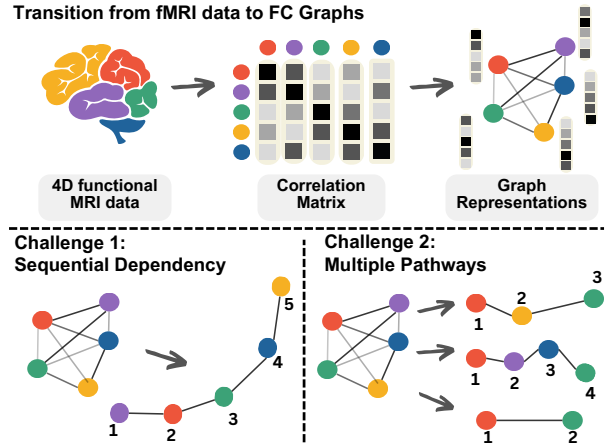 Transition from fMRI data to FC Graphs
4D functional
MRI data
Correlation
Matrix
Graph
Representations
Challenge 1:
Sequential Dependency
1
2
3
4
5
Challenge 2:
Multiple Pathways
1
2
3
1
2
3
4
1
2